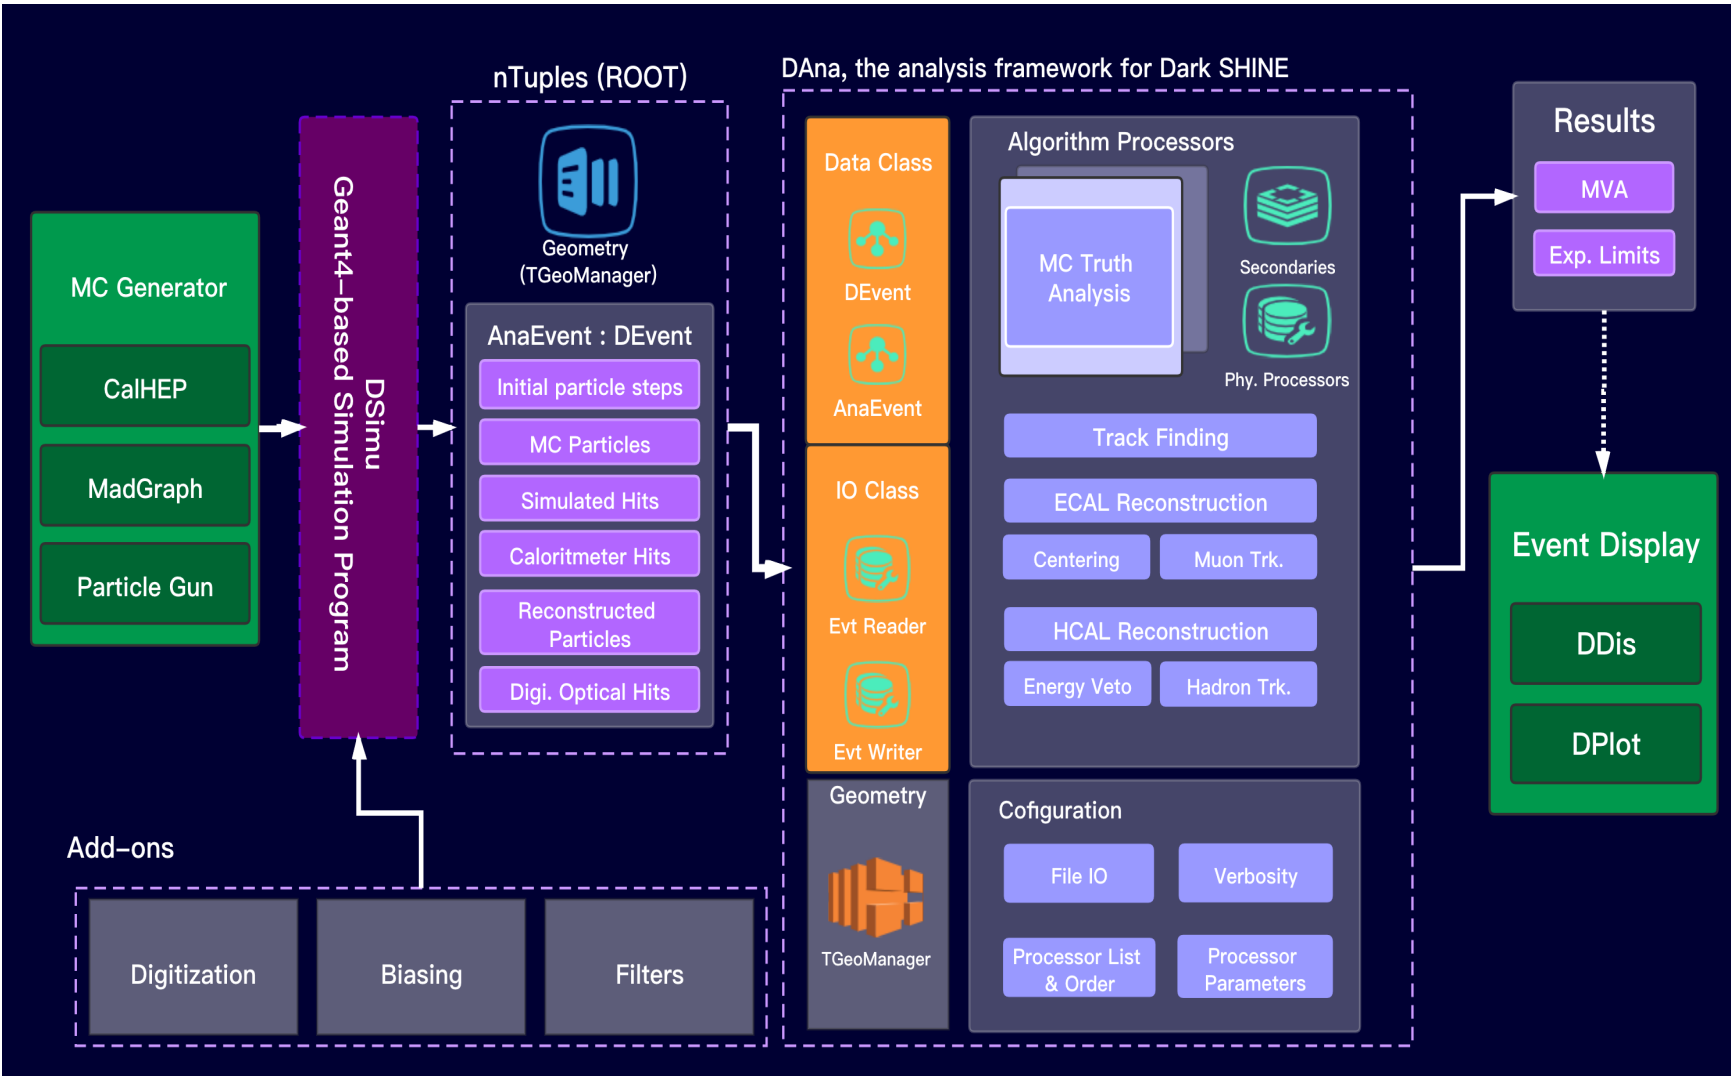 MC Generator
CalHEP
MadGraph
Particle Gun
DSimu
Geant4-based Simulation Program
Add-ons
Digitization
Biasing
Filters
nTuples (ROOT)
Geometry
(TGeoManager)
AnaEvent : DEvent
Initial particle steps
MC Particles
Simulated Hits
Caloritmeter Hits
Reconstructed
Particles
Digi. Optical Hits
DAna, the analysis framework for Dark SHINE
Data Class
DEvent
AnaEvent
IO Class
Evt Reader
Evt Writer
Geometry
TGeoManager
Algorithm Processors
MC Truth
Analysis
Secondaries
Phy. Processors
Track Finding
ECAL Reconstruction
Centering
Muon Trk.
HCAL Reconstruction
Energy Veto
Hadron Trk.
Cofiguration
File IO
Verbosity
Processor List
& Order
Processor
Parameters
Results
MVA
Exp. Limits
Event Display
DDis
DPlot